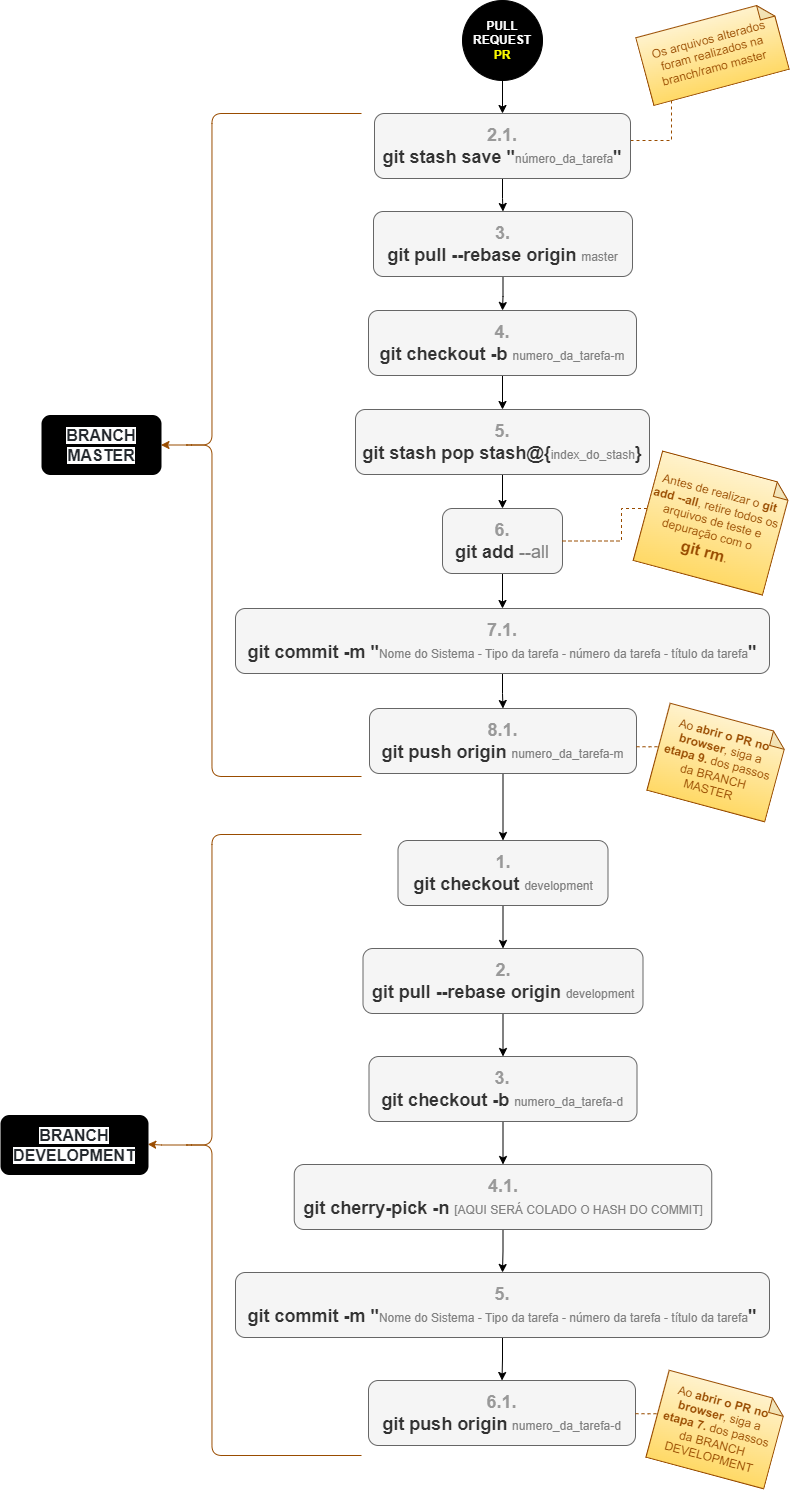 PULL
REQUEST
PR
Os arquivos alterados
foram realizados na
branch/ramo master
2.1.
git stash save "número_da_tarefa"
3.
git pull --rebase origin master
4.
git checkout -b numero_da_tarefa-m
BRANCH
MASTER
5.
git stash pop stash@{index_do_stash}
6.
git add --all
Antes de realizar o git
add --all, retire todos os
arquivos de teste e
depuração com o
git rm.
7.1.
git commit -m "Nome do Sistema - Tipo da tarefa - número da tarefa - título da tarefa"
8.1.
git push origin numero_da_tarefa-m
Ao abrir o PR no
browser, siga a
etapa 9. dos passos
da BRANCH
MASTER
1.
git checkout development
2.
git pull --rebase origin development
3.
git checkout -b numero_da_tarefa-d
BRANCH
DEVELOPMENT
4.1.
git cherry-pick -n [AQUI SERÁ COLADO O HASH DO COMMIT]
5.
git commit -m "Nome do Sistema - Tipo da tarefa - número da tarefa - título da tarefa"
6.1.
git push origin numero_da_tarefa-d
Ao abrir o PR no
browser, siga a
etapa 7. dos passos
da BRANCH
DEVELOPMENT